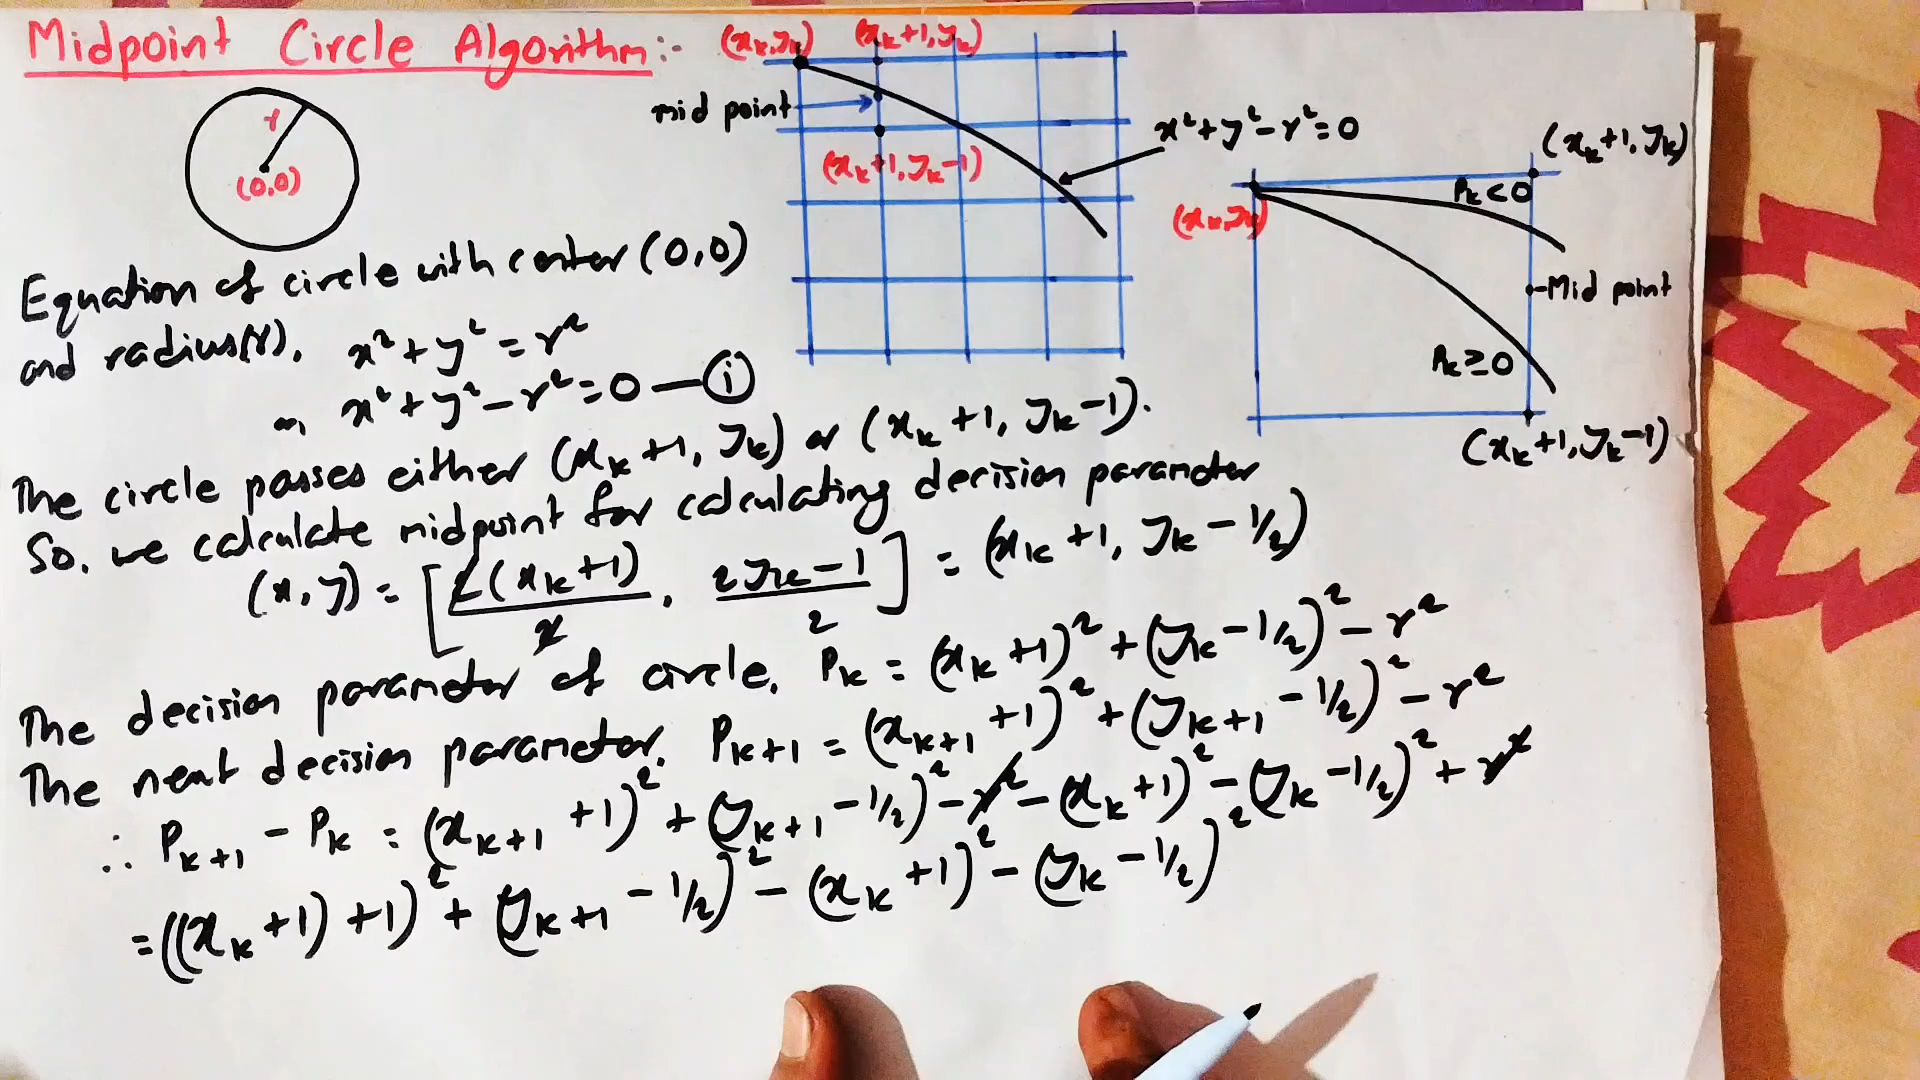 Midpoint Circle Algorithm:-
r
(0,0)
(xₖ,yₖ) (xₖ+1,yₖ)
mid point
(xₖ+1,yₖ-1)
x²+y²-r²=0
(xₖ+1,yₖ)
Pₖ<0
(xₖ,yₖ)
Mid point
Pₖ≥0
(xₖ+1,yₖ-1)
Equation of circle with center (0,0)
and radius(r), x²+y²=r²
or, x²+y²-r²=0 — (i)
The circle passes either (xₖ+1, yₖ) or (xₖ+1, yₖ-1).
So, we calculate midpoint for calculating decision parameter
(x,y) = [2(xₖ+1)/2, 2yₖ-1/2] = (xₖ+1, yₖ-1/2)
The decision parameter of circle, Pₖ = (xₖ+1)²+(yₖ-1/2)²-r²
The next decision parameter, Pₖ₊₁ = (xₖ₊₁+1)²+(yₖ₊₁-1/2)²-r²
∴ Pₖ₊₁ - Pₖ = (xₖ₊₁+1)²+(yₖ₊₁-1/2)²-r²-(xₖ+1)²-(yₖ-1/2)²+r²
=((xₖ+1)+1)²+(yₖ₊₁-1/2)²-(xₖ+1)²-(yₖ-1/2)²